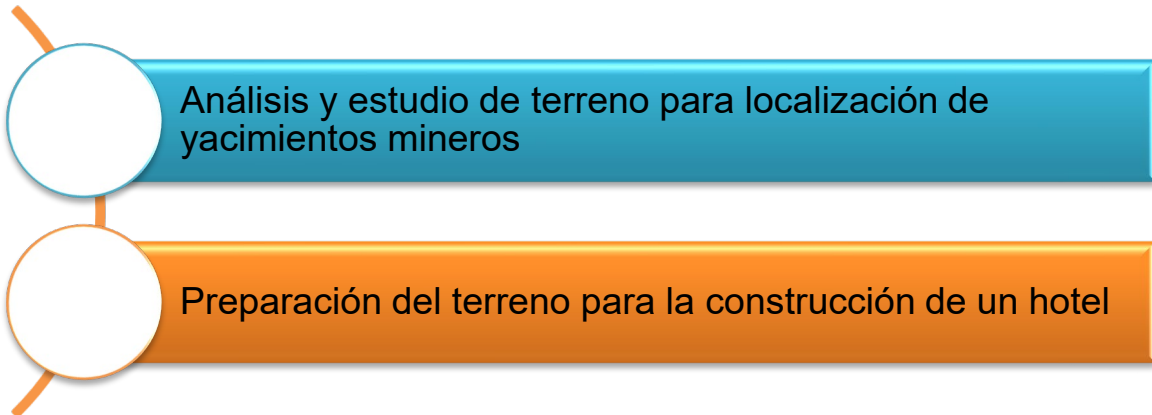 Análisis y estudio de terreno para localización de
yacimientos mineros
Preparación del terreno para la construcción de un hotel